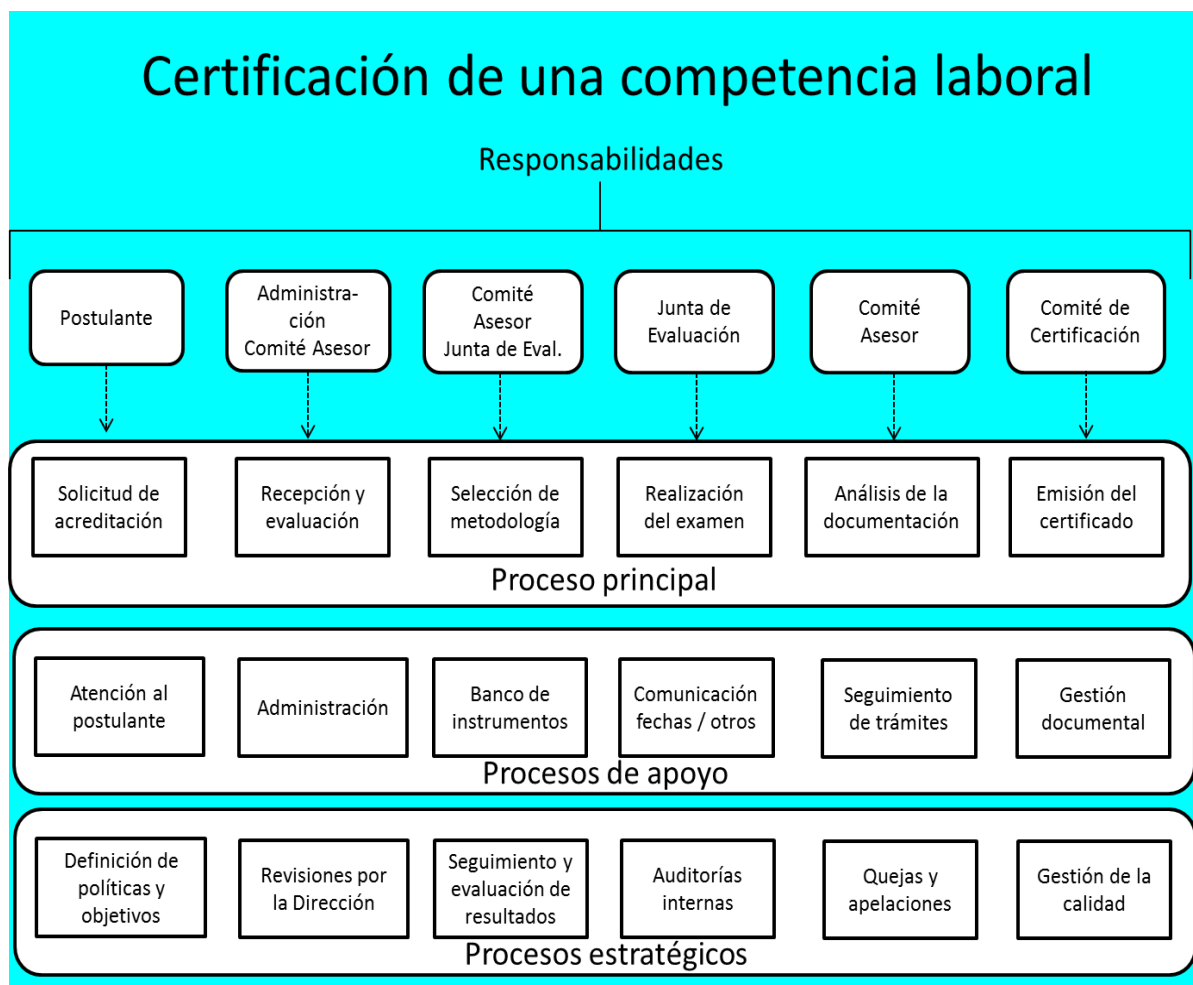 Certificación de una competencia laboral
Responsabilidades
Postulante
Administra-
ción
Comité Asesor
Comité
Asesor
Junta de Eval.
Junta de
Evaluación
Comité
Asesor
Comité de
Certificación
Solicitud de
acreditación
Recepción y
evaluación
Selección de
metodología
Realización
del examen
Análisis de la
documentación
Emisión del
certificado
Proceso principal
Atención al
postulante
Administración
Banco de
instrumentos
Comunicación
fechas / otros
Seguimiento
de trámites
Gestión
documental
Procesos de apoyo
Definición de
políticas y
objetivos
Revisiones por
la Dirección
Seguimiento y
evaluación de
resultados
Auditorías
internas
Quejas y
apelaciones
Gestión de la
calidad
Procesos estratégicos